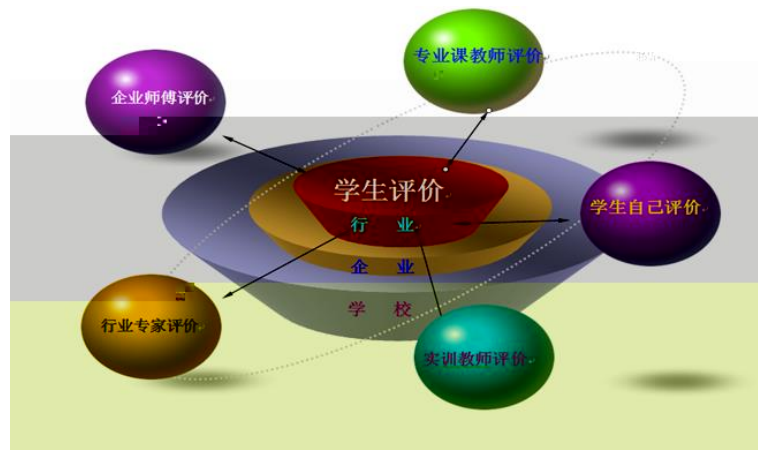 专业课教师评价
企业师傅评价
学生评价
学生自己评价
行 业
企 业
学 校
行业专家评价
实训教师评价